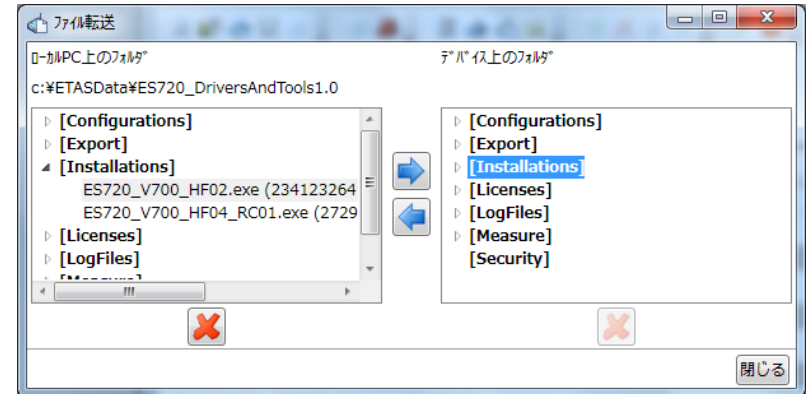 ﾌｧｲﾙ転送
ﾛｰｶﾙPC上のﾌｫﾙﾀﾞ
ﾃﾞﾊﾞｲｽ上のﾌｫﾙﾀﾞ
c:¥ETASData¥ES720_DriversAndTools1.0
[Configurations]
[Export]
[Installations]
ES720_V700_HF02.exe (234123264
ES720_V700_HF04_RC01.exe (2729
[Licenses]
[LogFiles]
[Measure]
[Configurations]
[Export]
[Installations]
[Licenses]
[LogFiles]
[Measure]
[Security]
閉じる